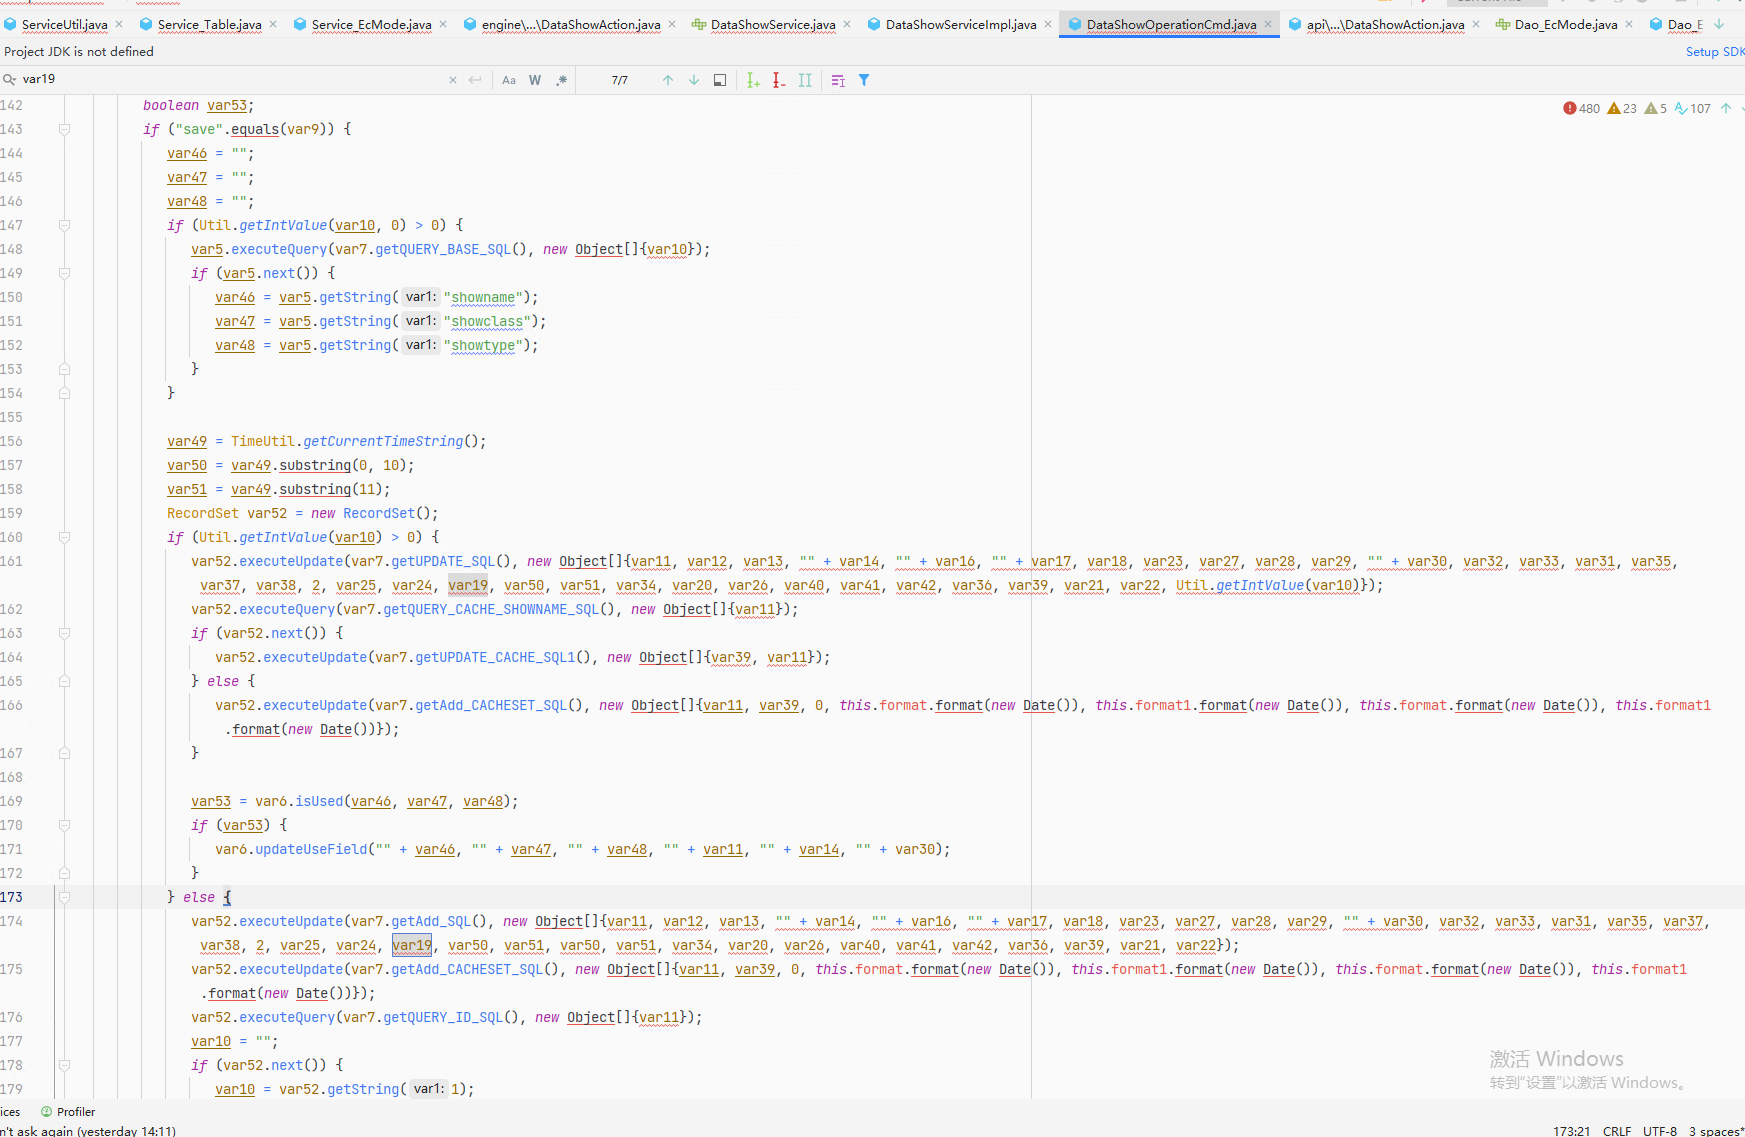 ServiceUtil.java Service_Table.java Service_EcMode.java engine\...\DataShowAction.java DataShowService.java DataShowServiceImpl.java DataShowOperationCmd.java api\...\DataShowAction.java Dao_EcMode.java Dao_E
Project JDK is not defined Setup SDK
var19 Aa W .* 7/7
480 23 5 107
142 boolean var53;
143 if ("save".equals(var9)) {
144 var46 = "";
145 var47 = "";
146 var48 = "";
147 if (Util.getIntValue(var10, 0) > 0) {
148 var5.executeQuery(var7.getQUERY_BASE_SQL(), new Object[]{var10});
149 if (var5.next()) {
150 var46 = var5.getString( var1: "showname");
151 var47 = var5.getString( var1: "showclass");
152 var48 = var5.getString( var1: "showtype");
153 }
154 }
155
156 var49 = TimeUtil.getCurrentTimeString();
157 var50 = var49.substring(0, 10);
158 var51 = var49.substring(11);
159 RecordSet var52 = new RecordSet();
160 if (Util.getIntValue(var10) > 0) {
161 var52.executeUpdate(var7.getUPDATE_SQL(), new Object[]{var11, var12, var13, "" + var14, "" + var16, "" + var17, var18, var23, var27, var28, var29, "" + var30, var32, var33, var31, var35,
var37, var38, 2, var25, var24, var19, var50, var51, var34, var20, var26, var40, var41, var42, var36, var39, var21, var22, Util.getIntValue(var10)});
162 var52.executeQuery(var7.getQUERY_CACHE_SHOWNAME_SQL(), new Object[]{var11});
163 if (var52.next()) {
164 var52.executeUpdate(var7.getUPDATE_CACHE_SQL1(), new Object[]{var39, var11});
165 } else {
166 var52.executeUpdate(var7.getAdd_CACHESET_SQL(), new Object[]{var11, var39, 0, this.format.format(new Date()), this.format1.format(new Date()), this.format.format(new Date()), this.format1
.format(new Date())});
167 }
168
169 var53 = var6.isUsed(var46, var47, var48);
170 if (var53) {
171 var6.updateUseField("" + var46, "" + var47, "" + var48, "" + var11, "" + var14, "" + var30);
172 }
173 } else {
174 var52.executeUpdate(var7.getAdd_SQL(), new Object[]{var11, var12, var13, "" + var14, "" + var16, "" + var17, var18, var23, var27, var28, var29, "" + var30, var32, var33, var31, var35, var37,
var38, 2, var25, var24, var19, var50, var51, var50, var51, var34, var20, var26, var40, var41, var42, var36, var39, var21, var22});
175 var52.executeUpdate(var7.getAdd_CACHESET_SQL(), new Object[]{var11, var39, 0, this.format.format(new Date()), this.format1.format(new Date()), this.format.format(new Date()), this.format1
.format(new Date())});
176 var52.executeQuery(var7.getQUERY_ID_SQL(), new Object[]{var11});
177 var10 = "";
178 if (var52.next()) {
179 var10 = var52.getString( var1: 1);
激活 Windows
转到"设置"以激活 Windows。
ices Profiler
n't ask again (yesterday 14:11) 173:21 CRLF UTF-8 3 spaces*